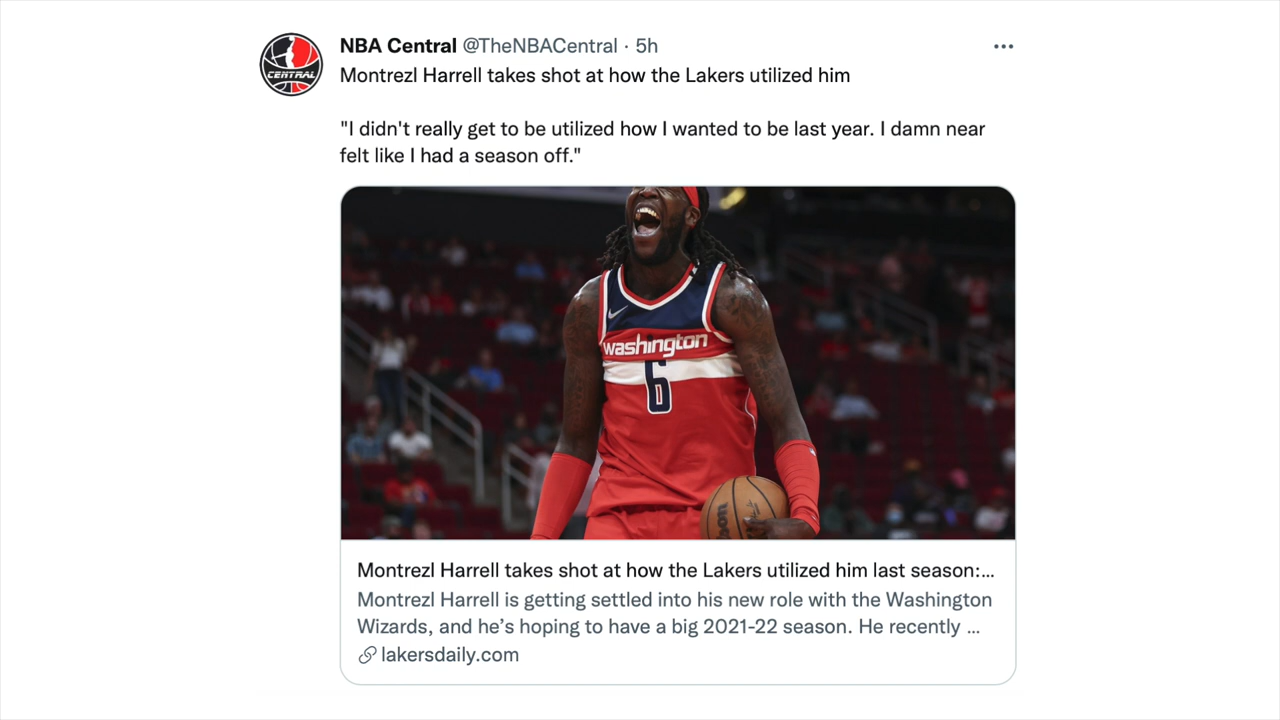 NBA Central @TheNBACentral · 5h
CENTRAL
Montrezl Harrell takes shot at how the Lakers utilized him
"I didn't really get to be utilized how I wanted to be last year. I damn near
felt like I had a season off."
washington
6
Montrezl Harrell takes shot at how the Lakers utilized him last season:...
Montrezl Harrell is getting settled into his new role with the Washington
Wizards, and he’s hoping to have a big 2021-22 season. He recently ...
lakersdaily.com